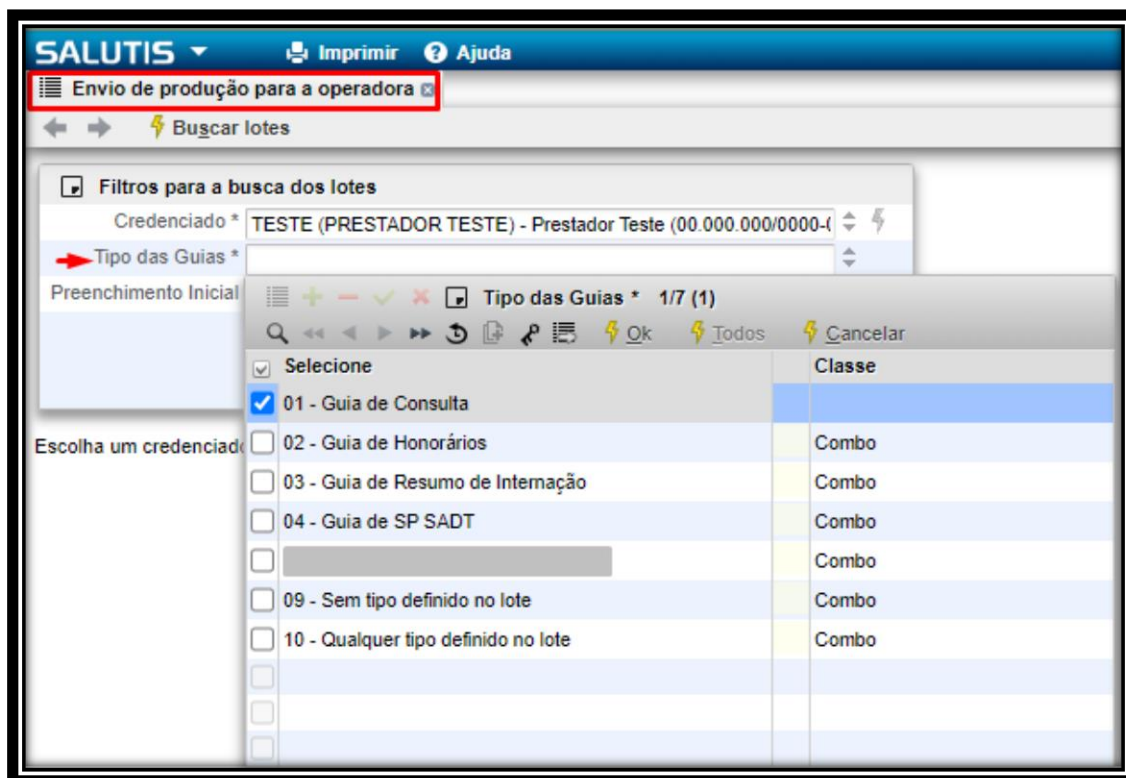 SALUTIS Imprimir Ajuda
Envio de produção para a operadora
Buscar lotes
Filtros para a busca dos lotes
Credenciado * TESTE (PRESTADOR TESTE) - Prestador Teste (00.000.000/0000-(
Tipo das Guias *
Preenchimento Inicial
Tipo das Guias * 1/7 (1)
Ok Todos Cancelar
Selecione Classe
01 - Guia de Consulta
02 - Guia de Honorários Combo
Escolha um credenciado
03 - Guia de Resumo de Internação Combo
04 - Guia de SP SADT Combo
Combo
09 - Sem tipo definido no lote Combo
10 - Qualquer tipo definido no lote Combo